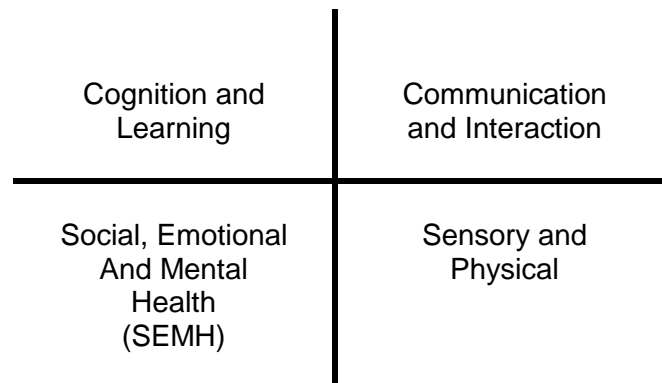 Cognition and
Learning
Communication
and Interaction
Social, Emotional
And Mental
Health
(SEMH)
Sensory and
Physical